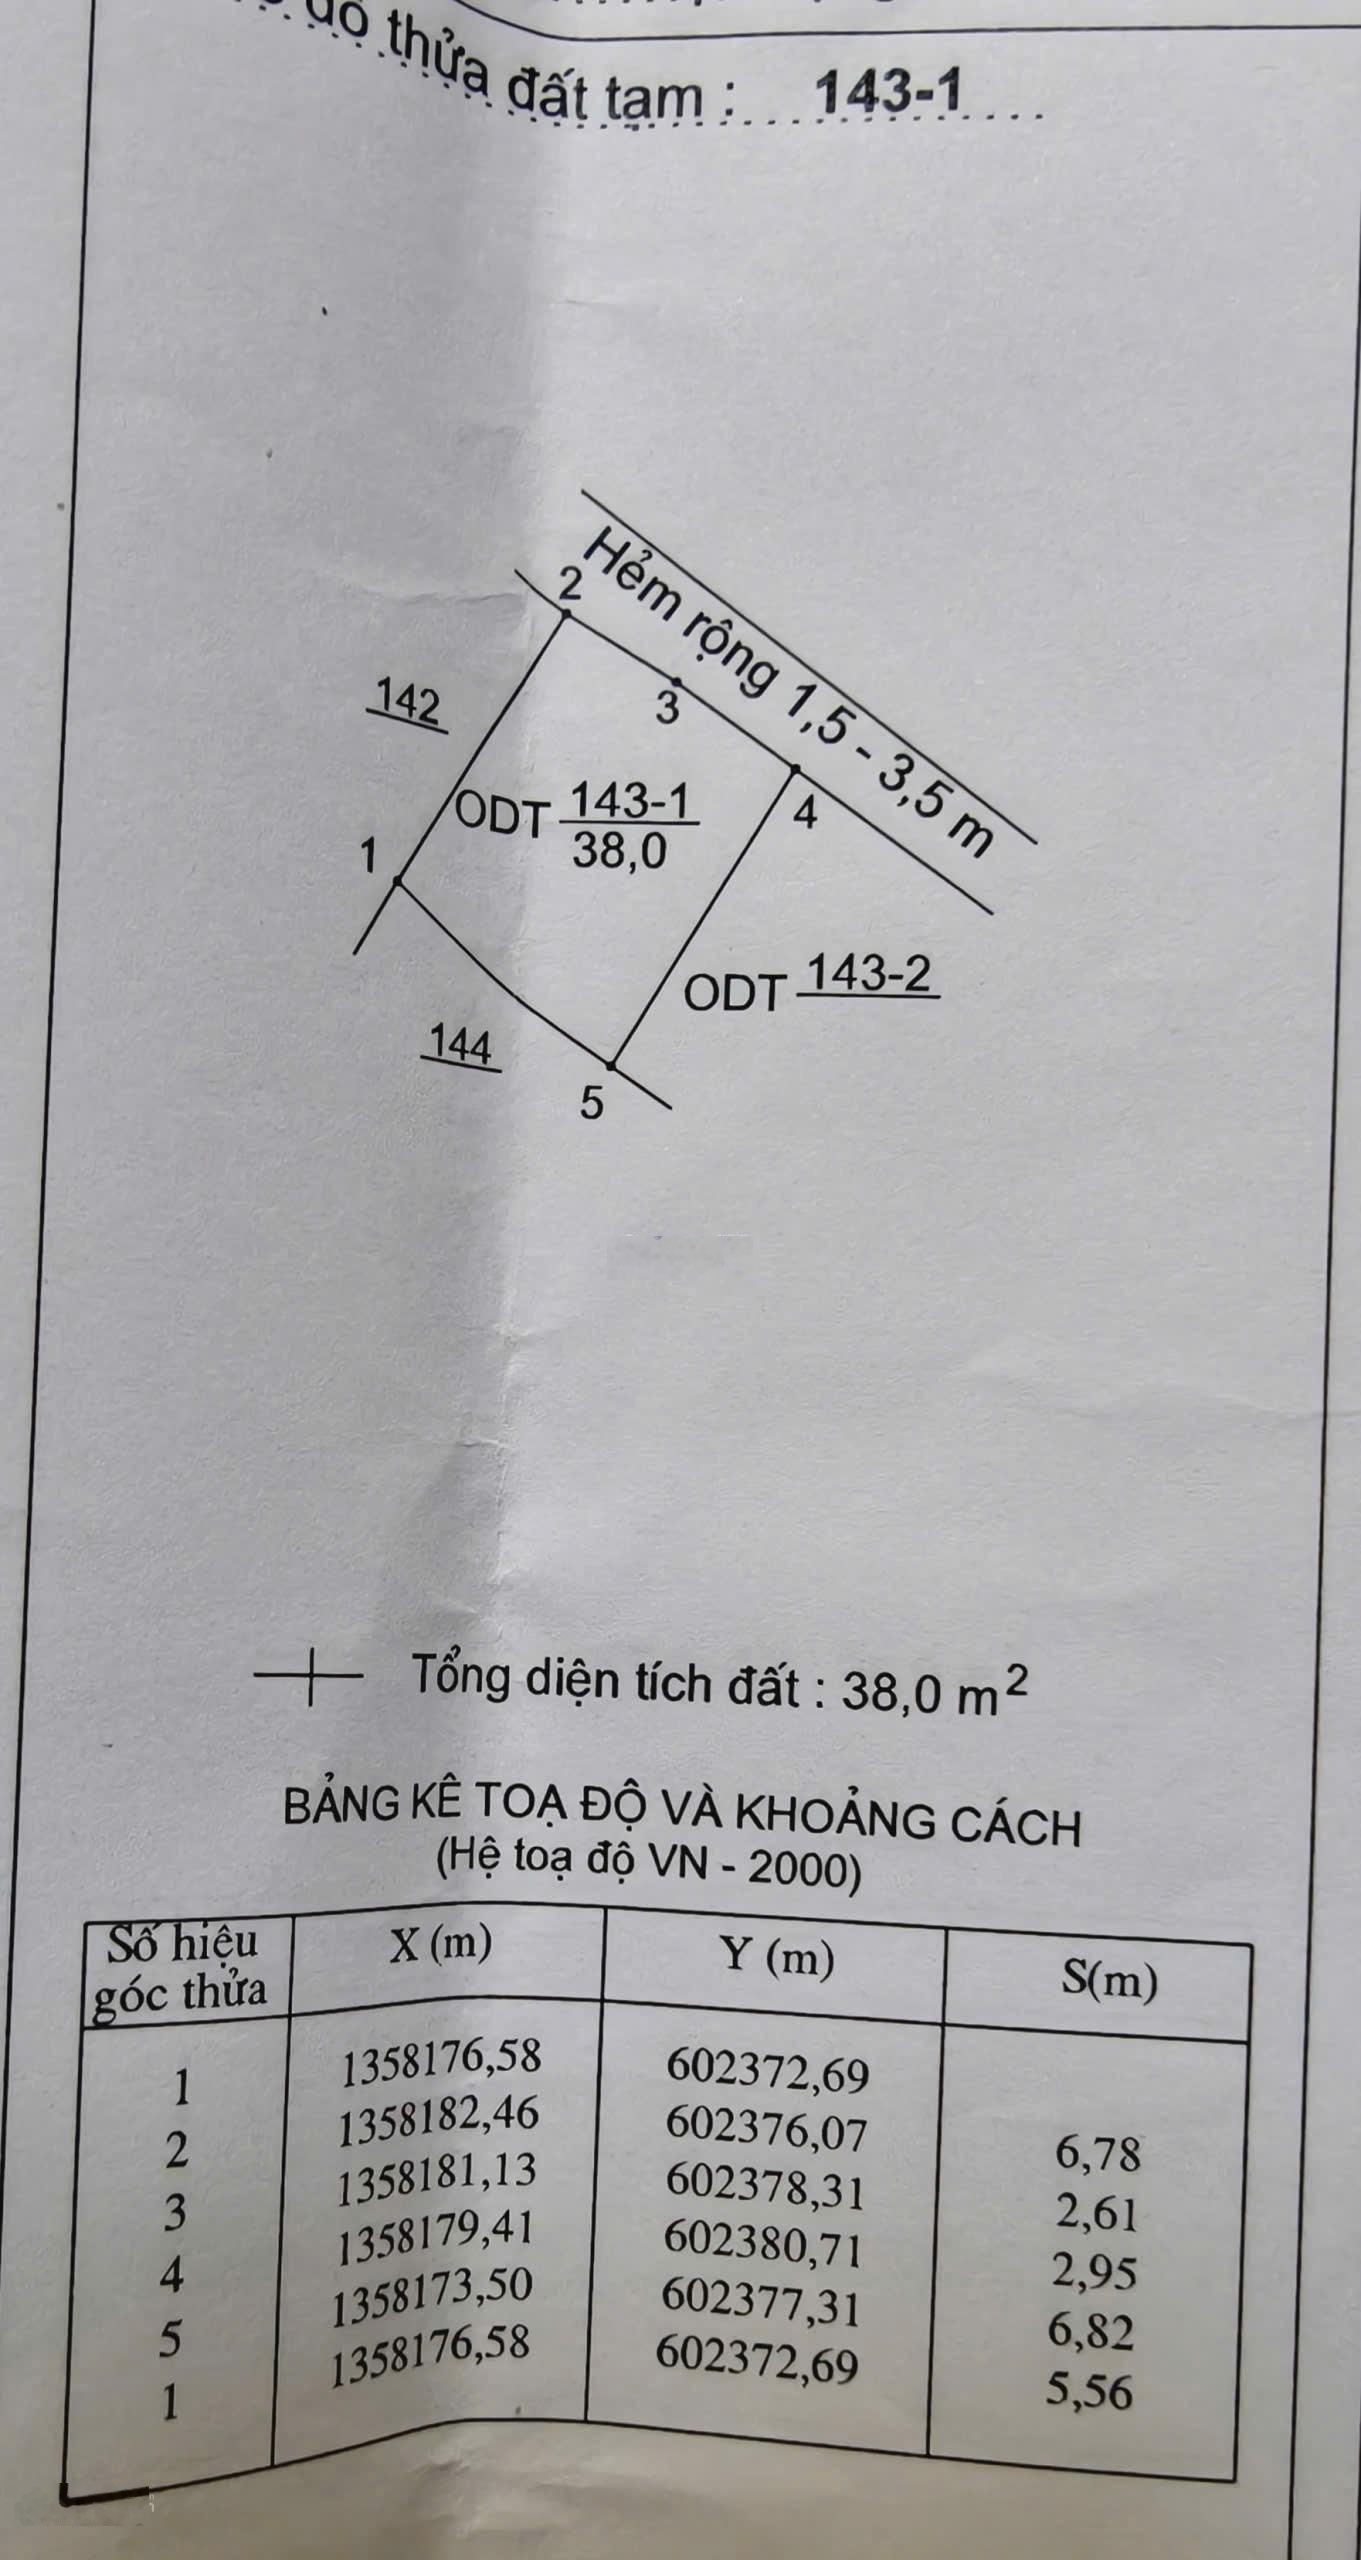 đồ thửa đất tạm : 143-1
Hẻm rộng 1,5 - 3,5 m
2
142
3
ODT 143-1
38,0
4
1
ODT 143-2
144
5
Tổng diện tích đất : 38,0 m2
BẢNG KÊ TOẠ ĐỘ VÀ KHOẢNG CÁCH
(Hệ toạ độ VN - 2000)
Số hiệu góc thửa X (m) Y (m) S(m)
1 1358176,58 602372,69
2 1358182,46 602376,07 6,78
3 1358181,13 602378,31 2,61
4 1358179,41 602380,71 2,95
5 1358173,50 602377,31 6,82
1 1358176,58 602372,69 5,56